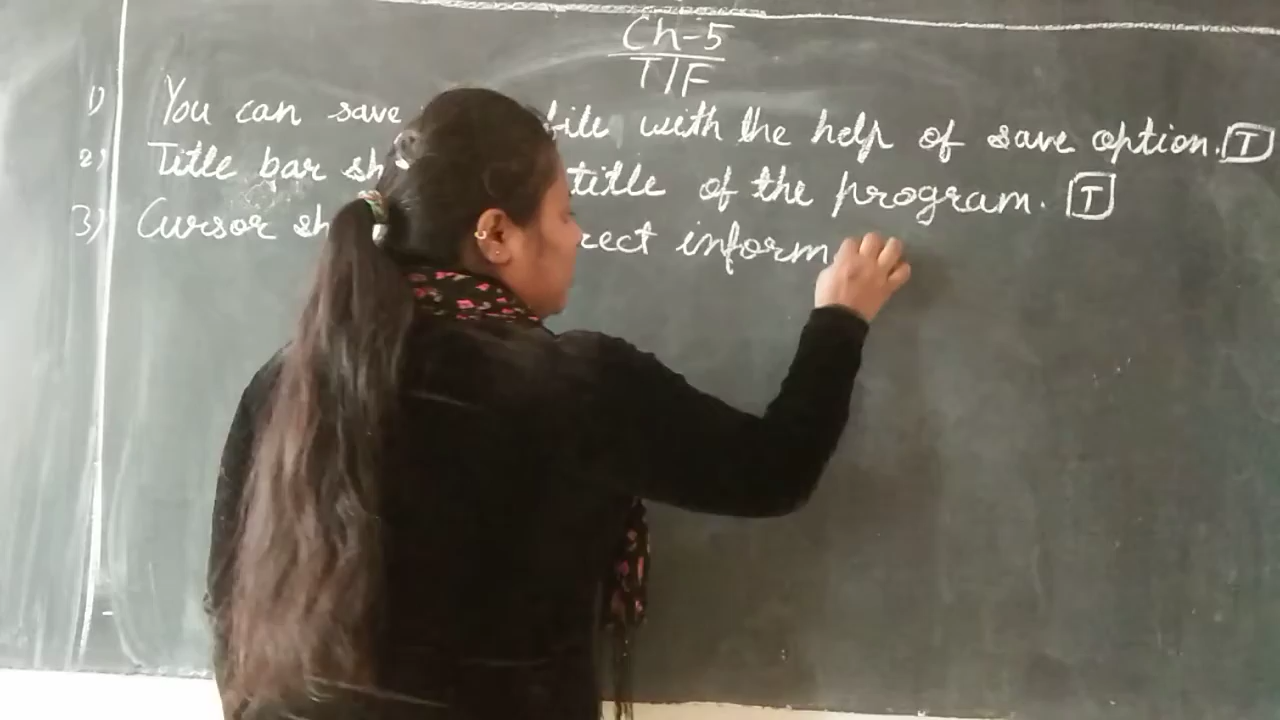 Ch-5
T/F
1) You can save file with the help of save option. T
2) Title bar sh title of the program. T
3) Cursor sh rect inform